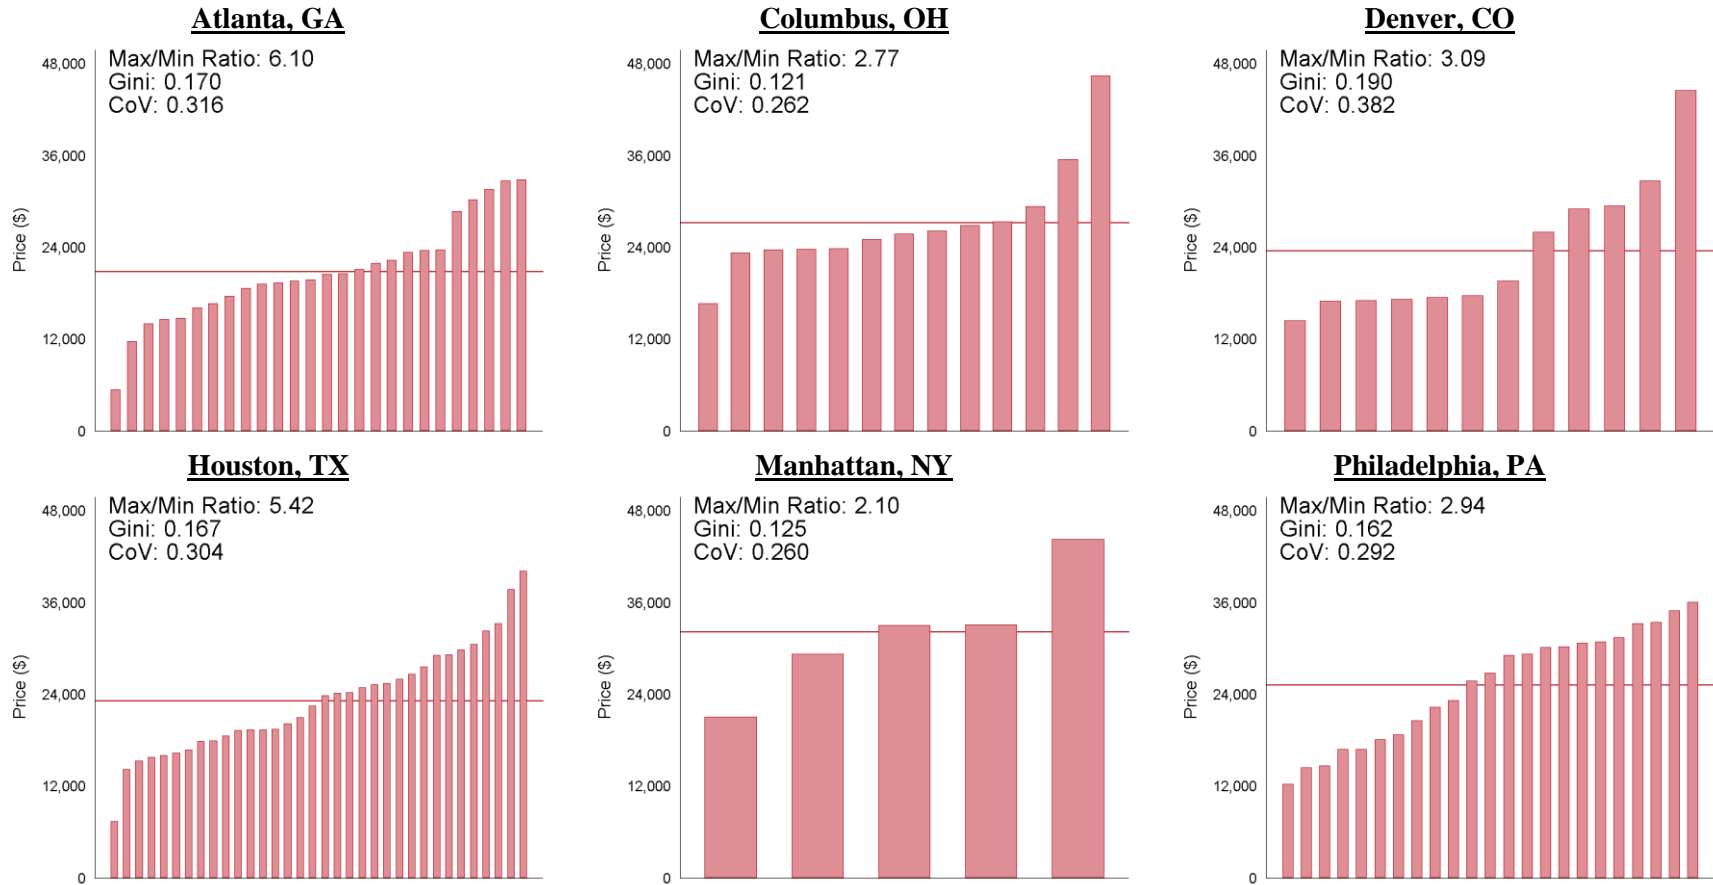 Atlanta, GA
Max/Min Ratio: 6.10
Gini: 0.170
CoV: 0.316
48,000
36,000
24,000
12,000
0
Price ($)
Columbus, OH
Max/Min Ratio: 2.77
Gini: 0.121
CoV: 0.262
48,000
36,000
24,000
12,000
0
Price ($)
Denver, CO
Max/Min Ratio: 3.09
Gini: 0.190
CoV: 0.382
48,000
36,000
24,000
12,000
0
Price ($)
Houston, TX
Max/Min Ratio: 5.42
Gini: 0.167
CoV: 0.304
48,000
36,000
24,000
12,000
0
Price ($)
Manhattan, NY
Max/Min Ratio: 2.10
Gini: 0.125
CoV: 0.260
48,000
36,000
24,000
12,000
0
Price ($)
Philadelphia, PA
Max/Min Ratio: 2.94
Gini: 0.162
CoV: 0.292
48,000
36,000
24,000
12,000
0
Price ($)